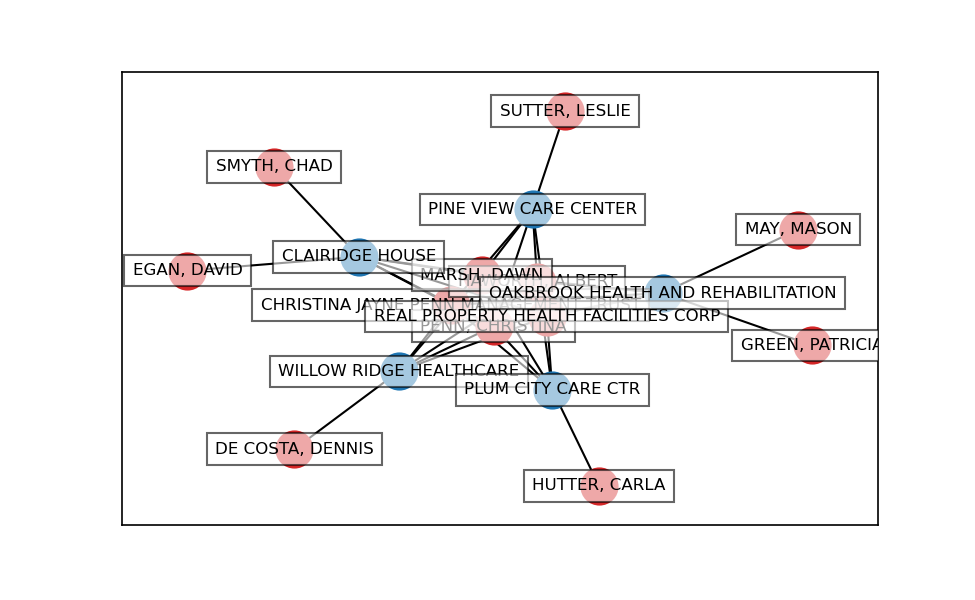 SUTTER, LESLIE
SMYTH, CHAD
PINE VIEW CARE CENTER
MAY, MASON
CLAIRIDGE HOUSE
EGAN, DAVID
MARSH, DAWN
ALBERT
OAKBROOK HEALTH AND REHABILITATION
CHRISTINA JAYNE PENN MANAGEMENT TRUST
REAL PROPERTY HEALTH FACILITIES CORP
PENN, CHRISTINA
GREEN, PATRICIA
WILLOW RIDGE HEALTHCARE
PLUM CITY CARE CTR
DE COSTA, DENNIS
HUTTER, CARLA